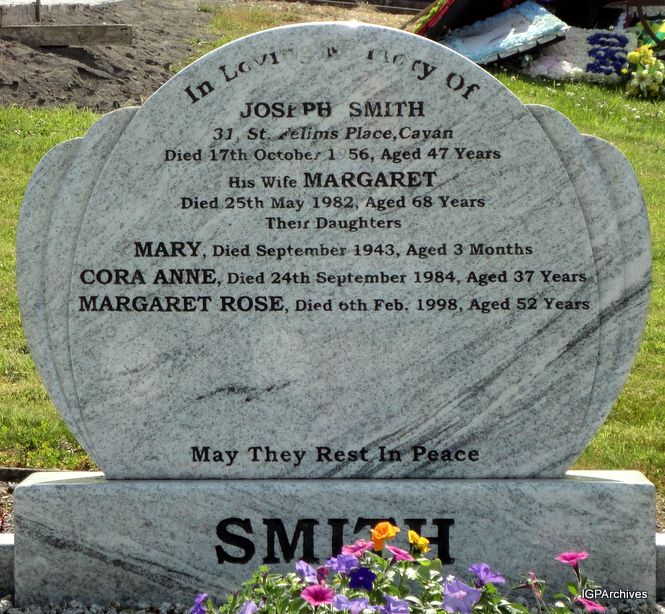 In Loving Memory Of
JOSEPH SMITH
31, St. Felims Place, Cavan
Died 17th October 1956, Aged 47 Years
His Wife MARGARET
Died 25th May 1982, Aged 68 Years
Their Daughters
MARY, Died September 1943, Aged 3 Months
CORA ANNE, Died 24th September 1984, Aged 37 Years
MARGARET ROSE, Died 6th Feb. 1998, Aged 52 Years
May They Rest In Peace
SMITH
IGPArchives